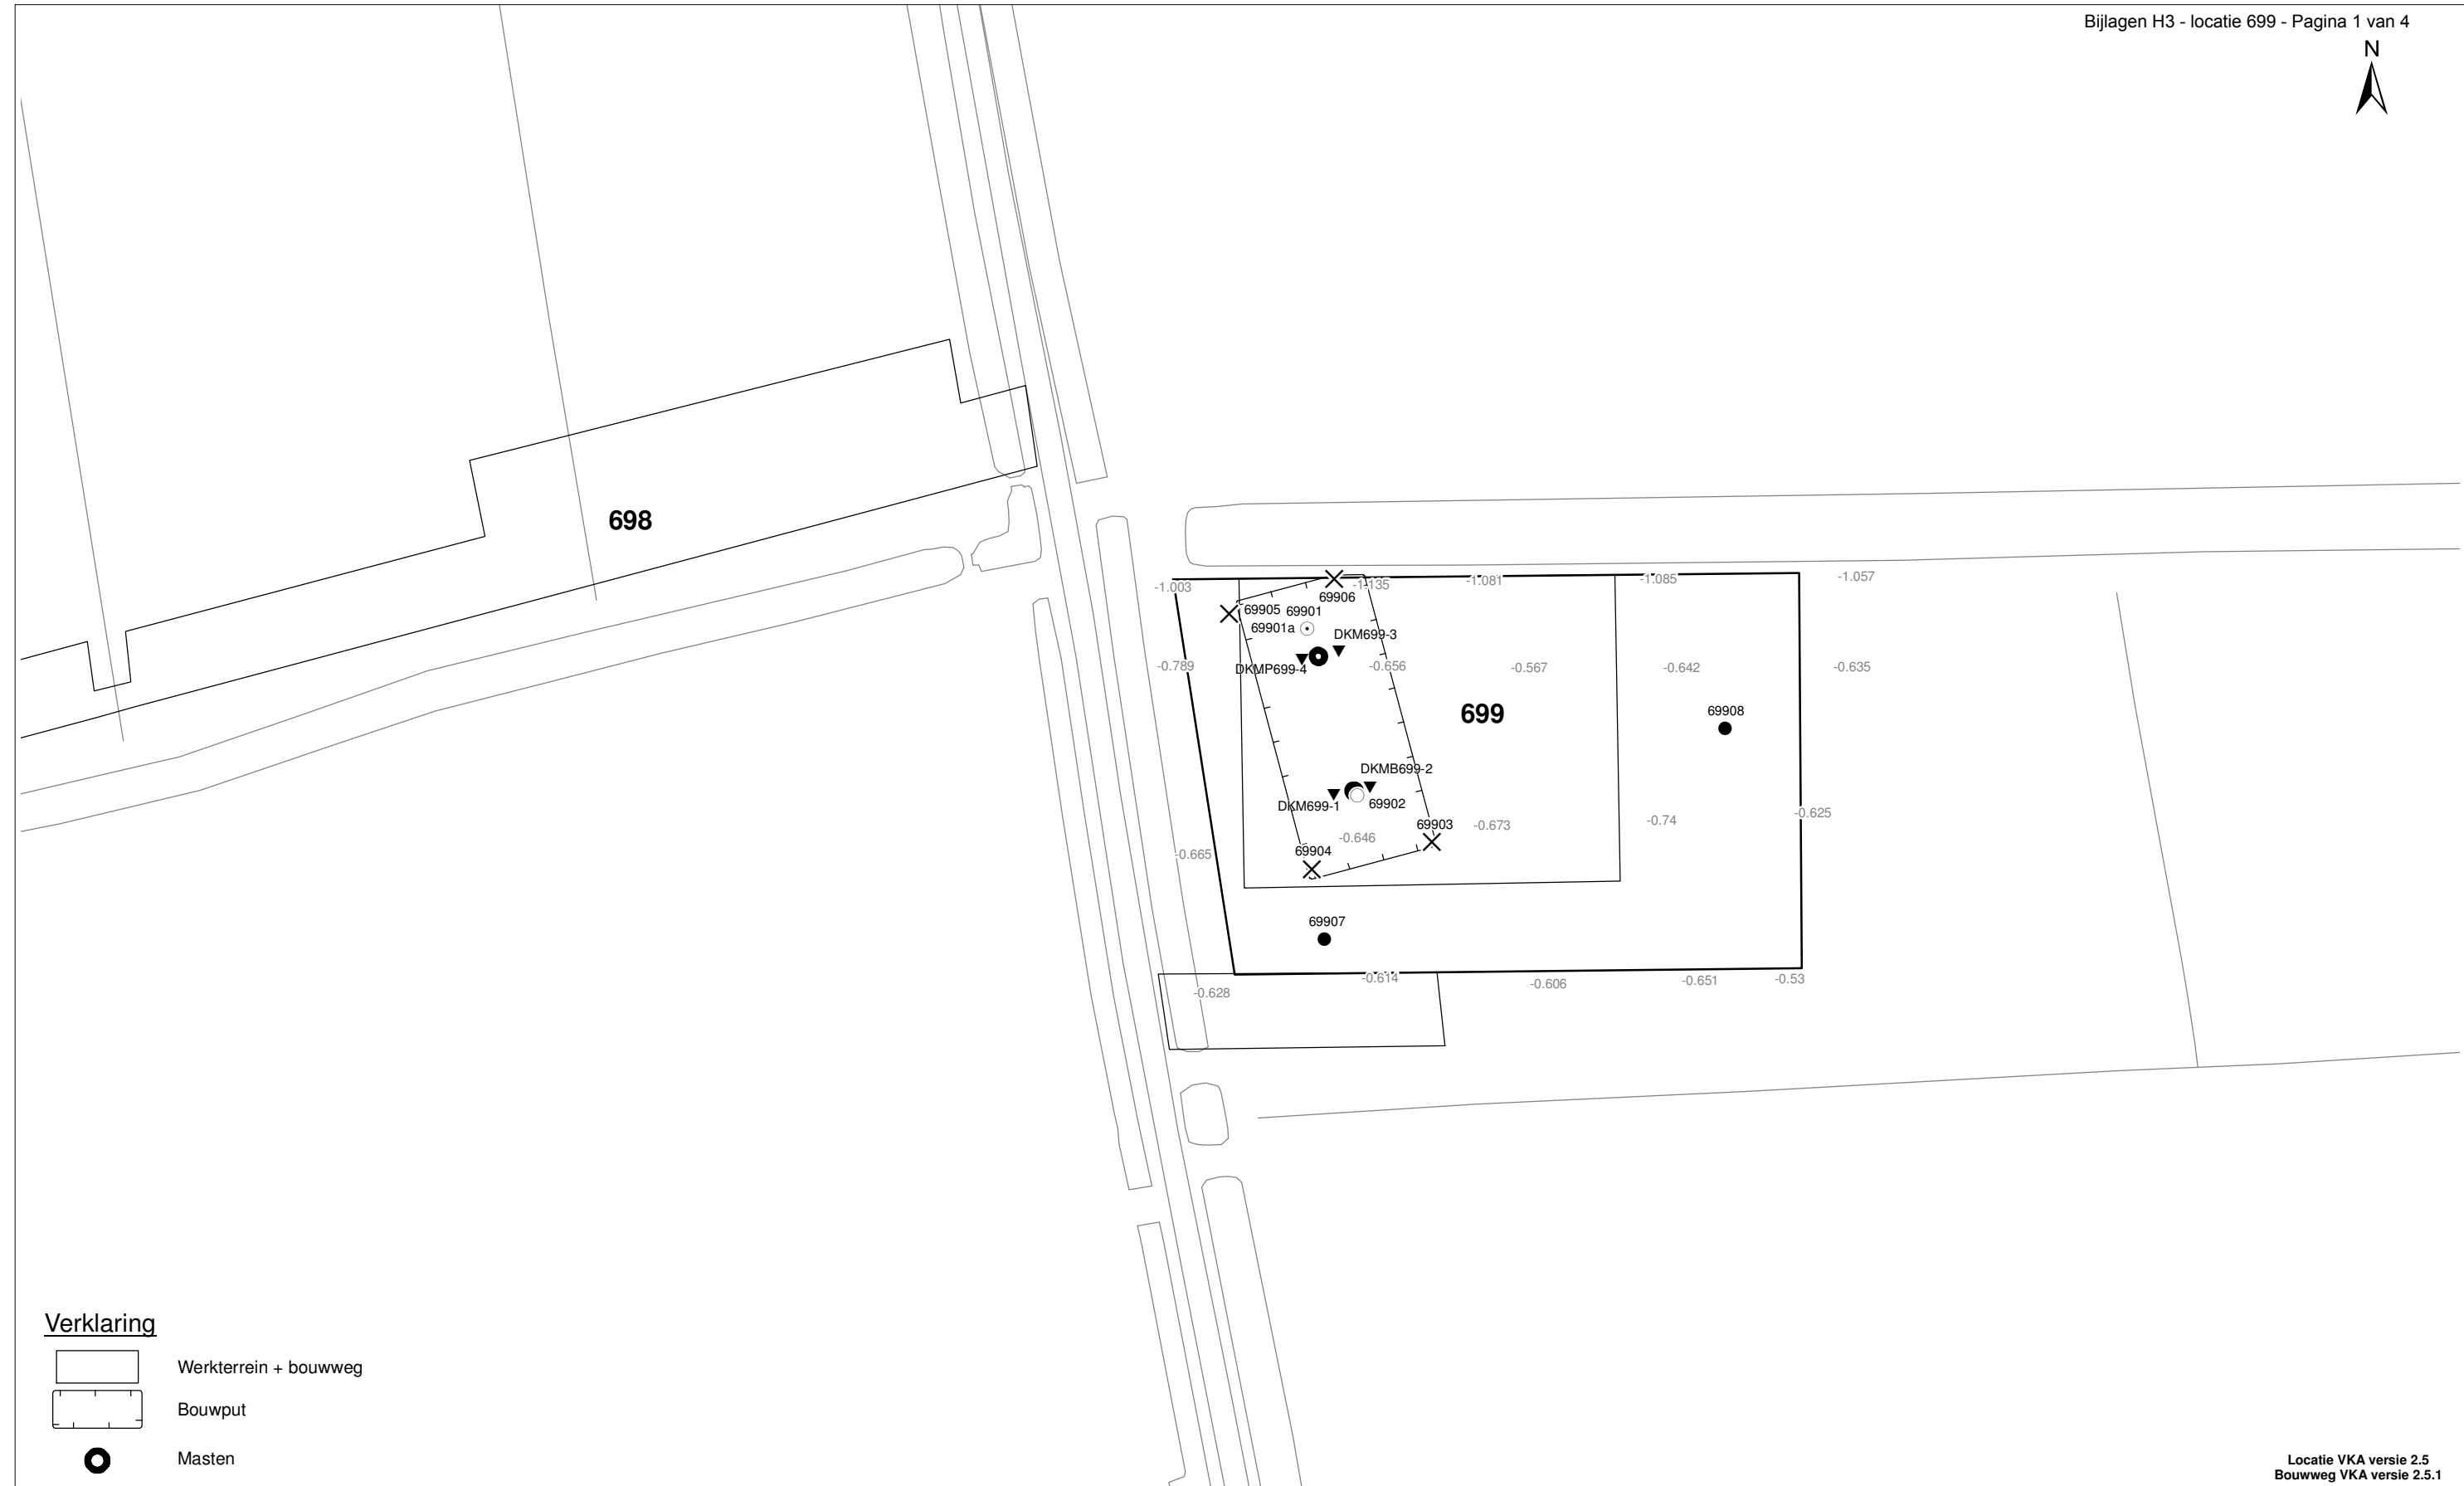 Bijlagen H3 - locatie 699 - Pagina 1 van 4
N
698
-1.003
-1.135
-1.081
-1.085
-1.057
69906
69905
69901
69901a
DKM699-3
DKMP699-4
-0.789
-0.656
-0.567
-0.642
-0.635
699
69908
DKMB699-2
DKM699-1
69902
69903
-0.646
-0.673
-0.74
-0.625
69904
-0.665
69907
-0.628
-0.614
-0.606
-0.651
-0.53
Verklaring
Werkterrein + bouwweg
Bouwput
Masten
Locatie VKA versie 2.5
Bouwweg VKA versie 2.5.1